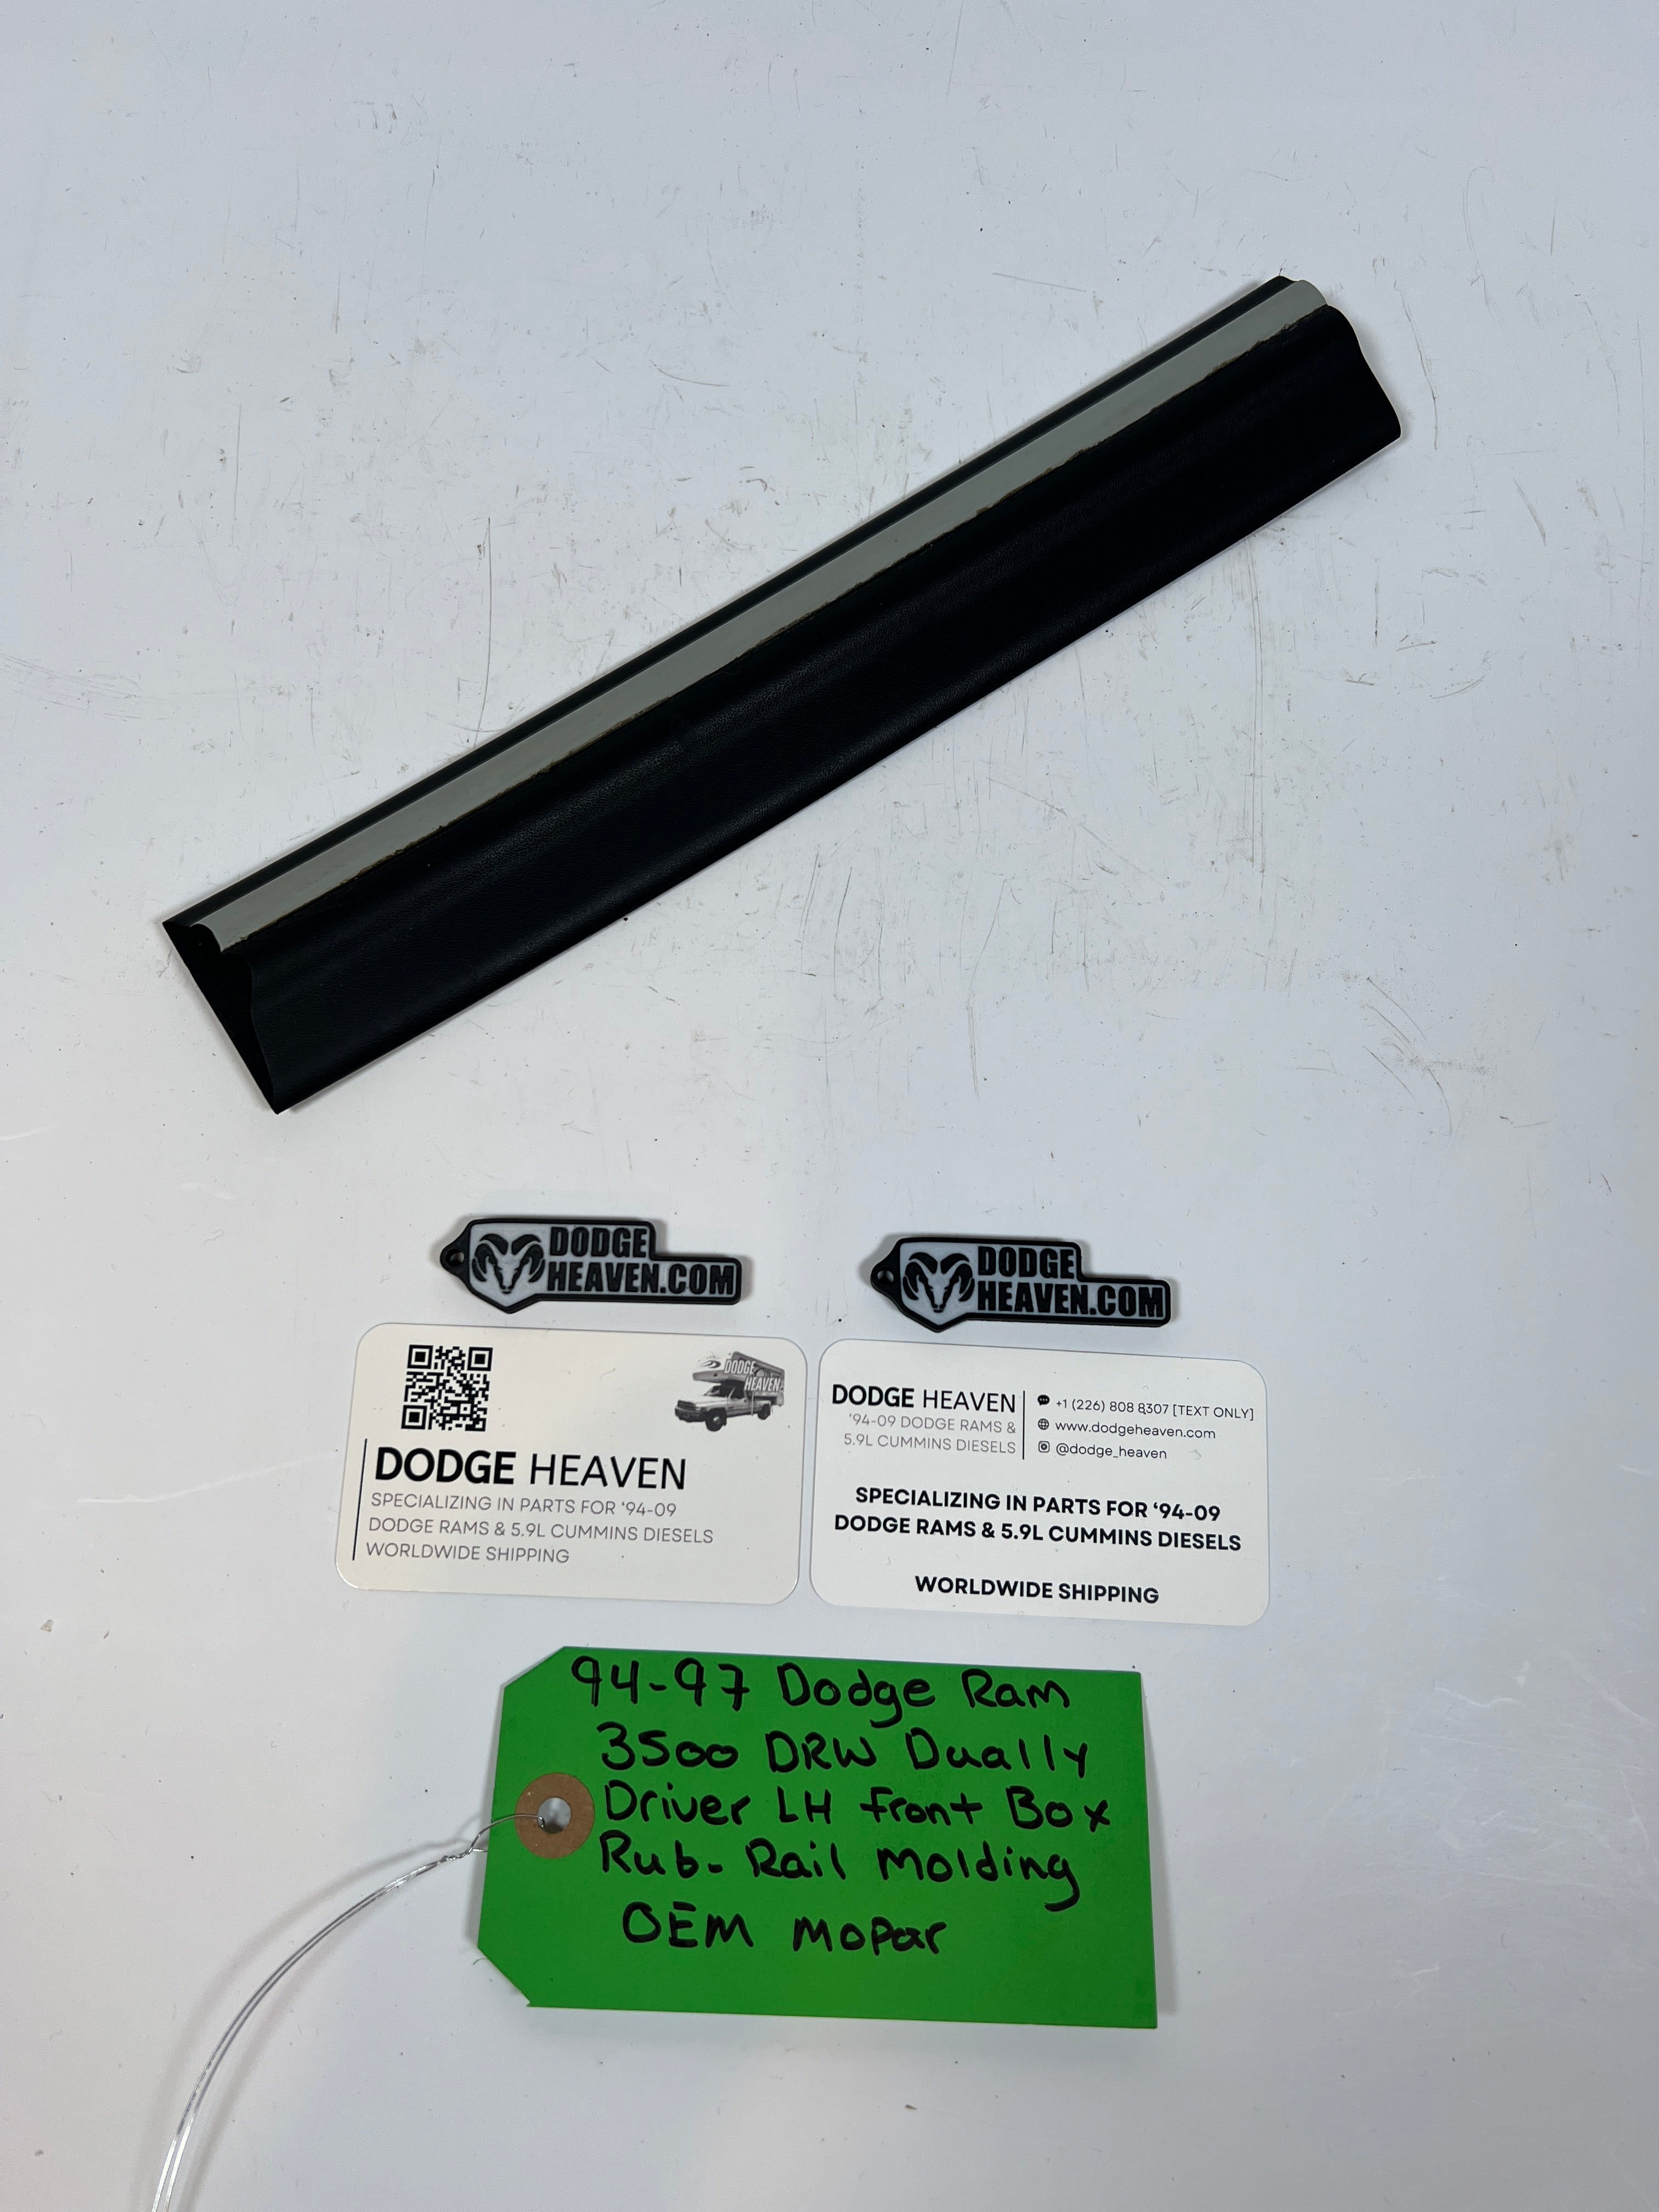 DODGE
HEAVEN.COM
DODGE
HEAVEN.COM
DODGE
HEAVEN
DODGE HEAVEN
SPECIALIZING IN PARTS FOR ‘94-09
DODGE RAMS & 5.9L CUMMINS DIESELS
WORLDWIDE SHIPPING
DODGE HEAVEN
‘94-09 DODGE RAMS &
5.9L CUMMINS DIESELS
+1 (226) 808 8307 [TEXT ONLY]
www.dodgeheaven.com
@dodge_heaven
SPECIALIZING IN PARTS FOR ‘94-09
DODGE RAMS & 5.9L CUMMINS DIESELS
WORLDWIDE SHIPPING
94-97 Dodge Ram
3500 DRW Dually
Driver LH front Box
Rub-Rail Molding
OEM Mopar